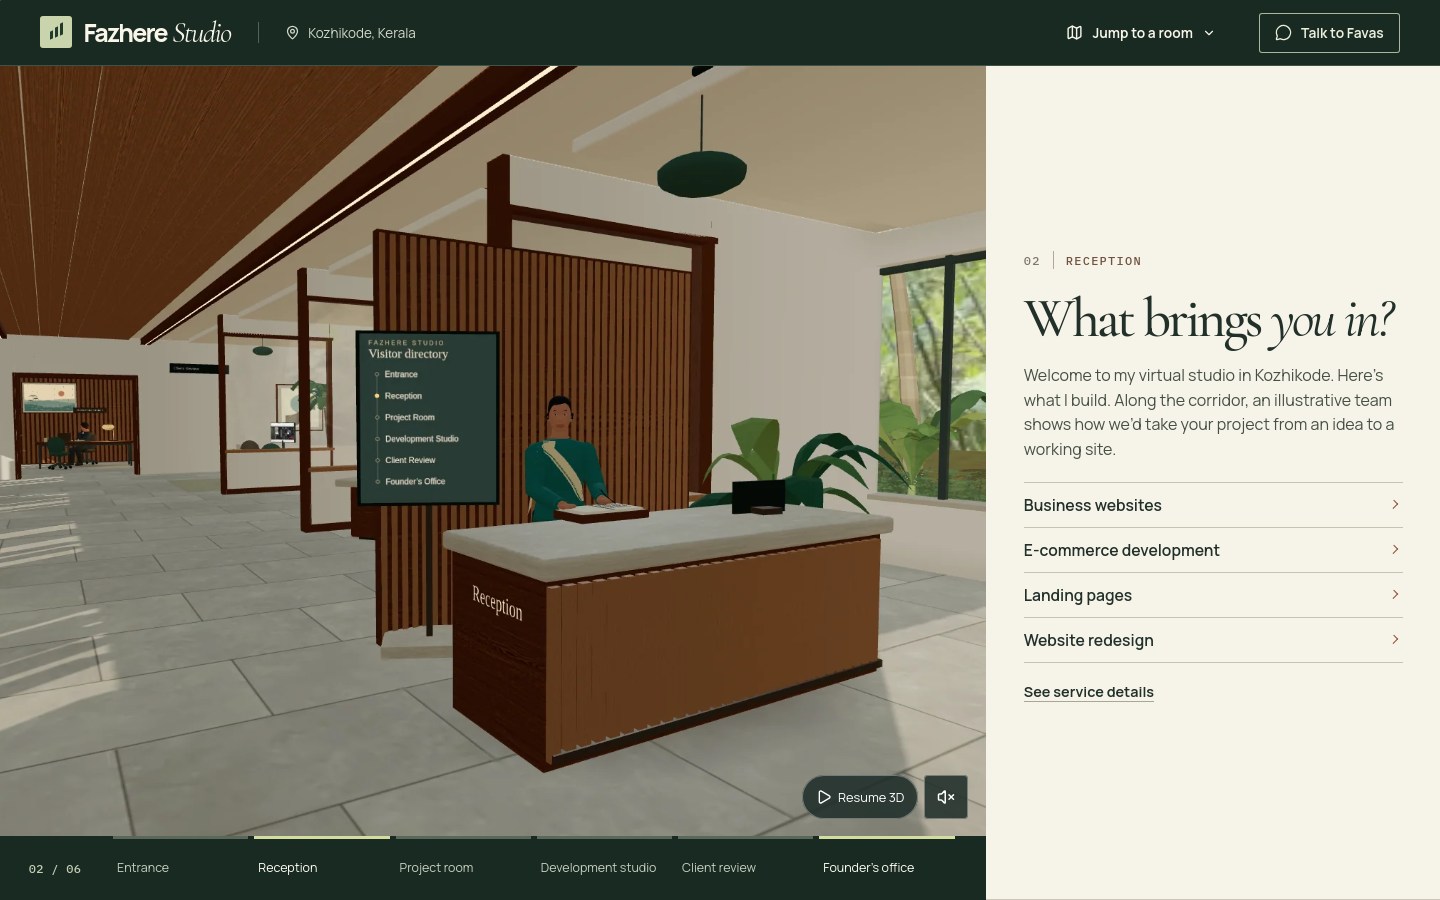 Fazhere Studio
Kozhikode, Kerala
Jump to a room
Talk to Favas
FAZHERE STUDIO
Visitor directory
Entrance
Reception
Project Room
Development Studio
Client Review
Founder's Office
Reception
Resume 3D
02 / 06
Entrance
Reception
Project room
Development studio
Client review
Founder's office
02
RECEPTION
What brings you in?
Welcome to my virtual studio in Kozhikode. Here's
what I build. Along the corridor, an illustrative team
shows how we'd take your project from an idea to a
working site.
Business websites
E-commerce development
Landing pages
Website redesign
See service details